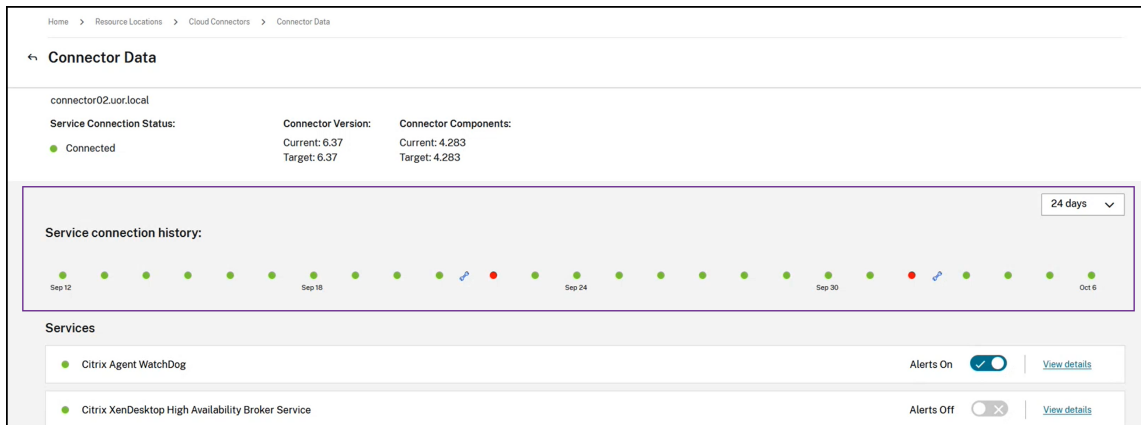 Home > Resource Locations > Cloud Connectors > Connector Data
Connector Data
connector02.uor.local
Service Connection Status: Connector Version: Connector Components:
Connected Current: 6.37 Current: 4.283
Target: 6.37 Target: 4.283
24 days
Service connection history:
Sep 12 Sep 18 Sep 24 Sep 30 Oct 6
Services
Citrix Agent WatchDog Alerts On View details
Citrix XenDesktop High Availability Broker Service Alerts Off View details